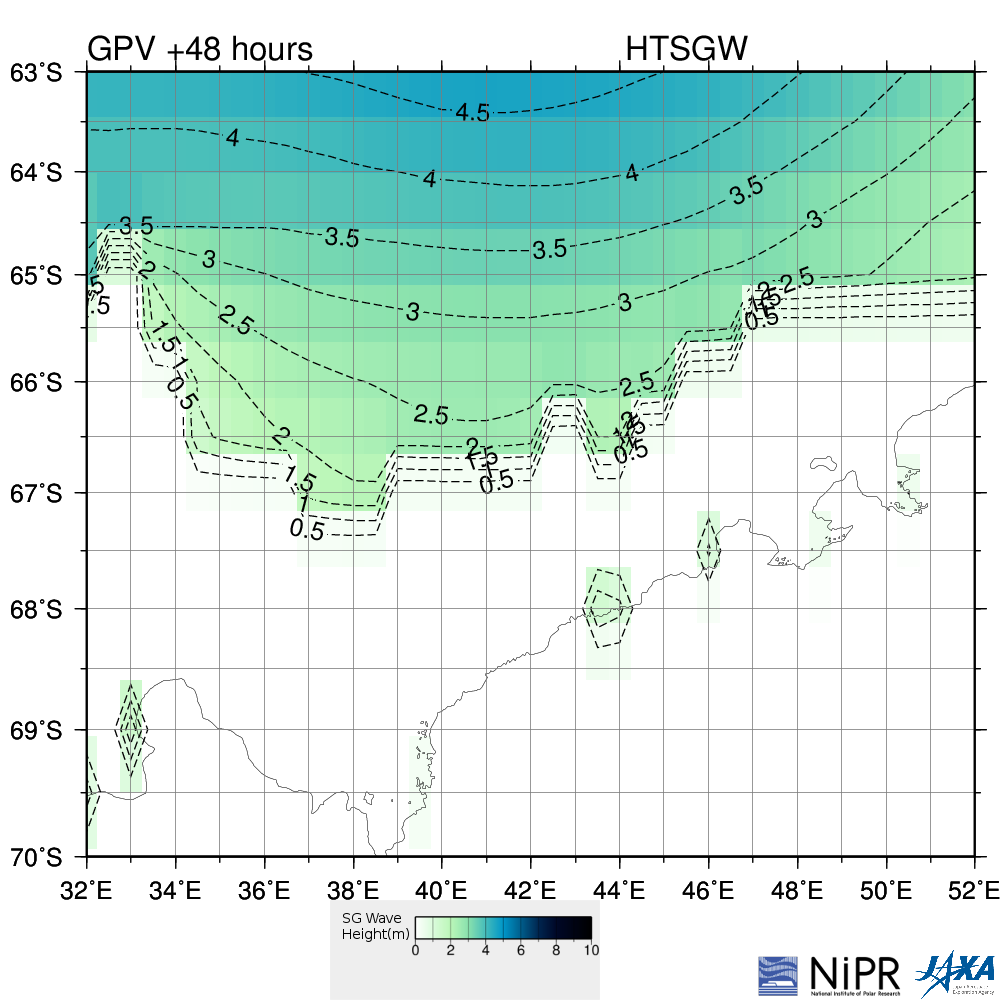 GPV +48 hours HTSGW
63°S
4.5
4
64°S
4 4
3.5
3
3.5 3.5 3.5
3
65°S
2 2.5
5 2
.5 3 3
2.5 1.5
0.5
1.5
1
66°S
0.5 2.5
2.5
2
2 2.5 0.5
1.5
1
0.5
67°S
1
0.5
68°S
69°S
70°S
32°E 34°E 36°E 38°E 40°E 42°E 44°E 46°E 48°E 50°E 52°E
SG Wave
Height(m)
0 2 4 6 8 10
NiPR
National Institute of Polar Research
JAXA
Japan Aerospace
Exploration Agency